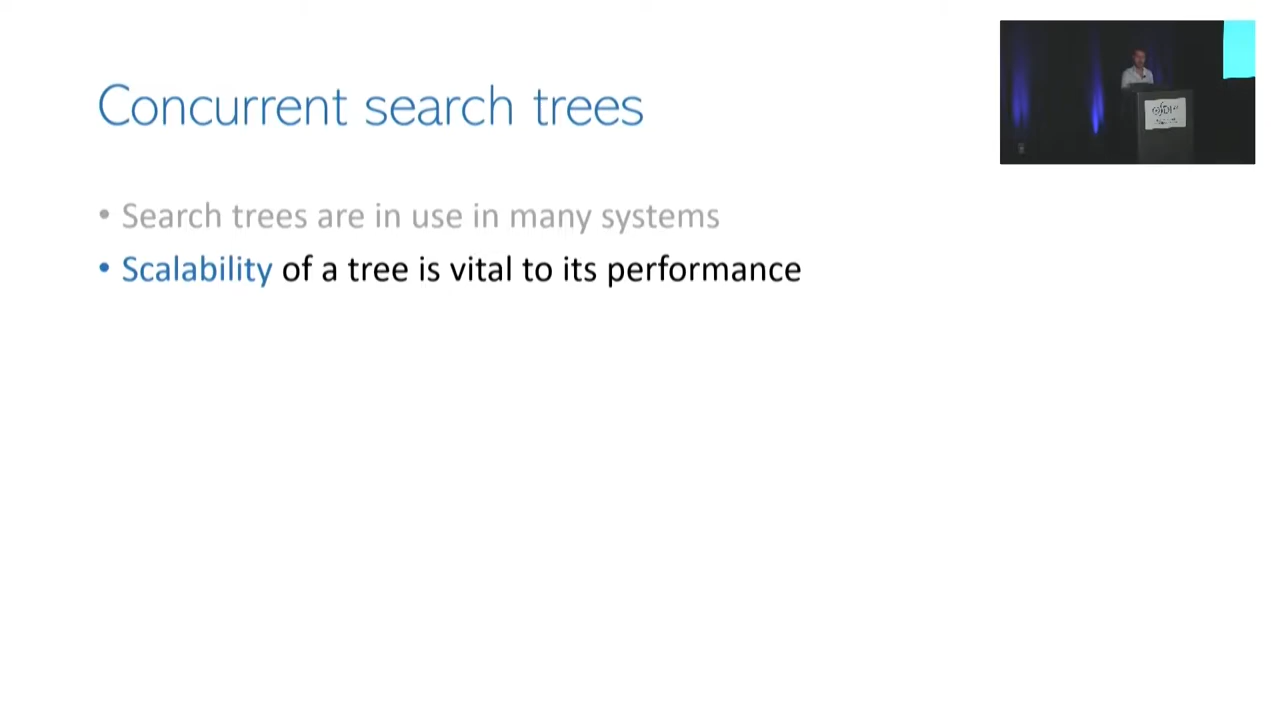 Concurrent search trees
• Search trees are in use in many systems
• Scalability of a tree is vital to its performance